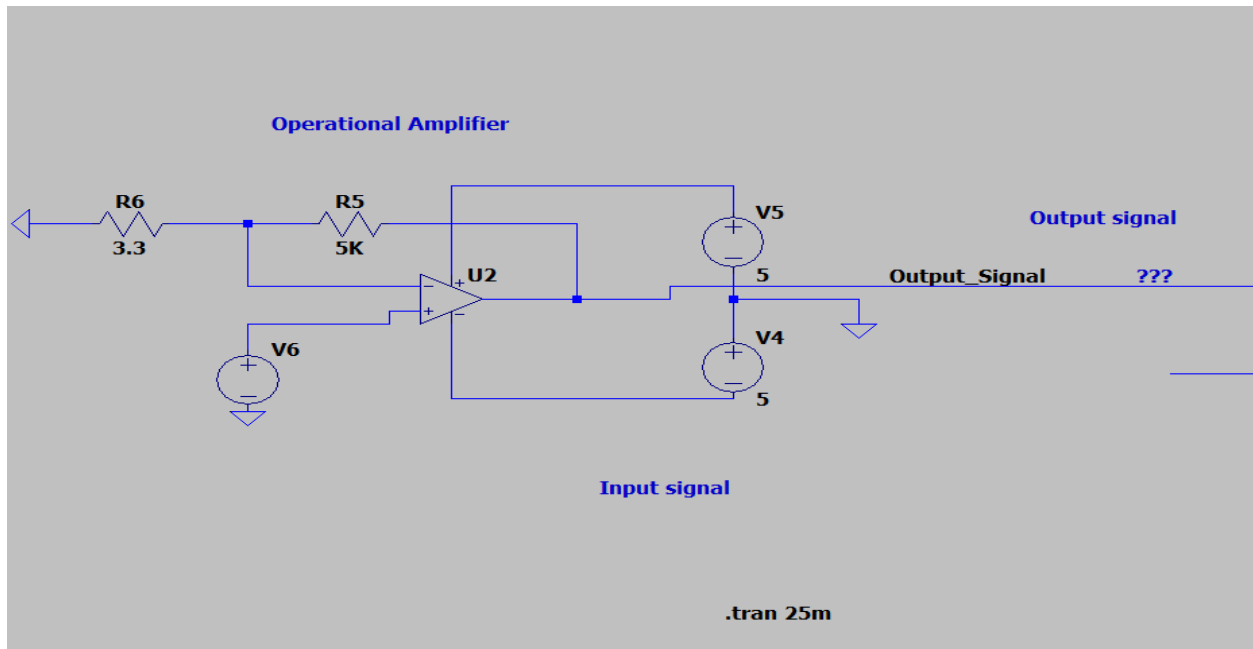 Operational Amplifier
R6
R5
3.3
5K
U2
V5
5
Output signal
Output_Signal
???
V6
V4
5
Input signal
.tran 25m